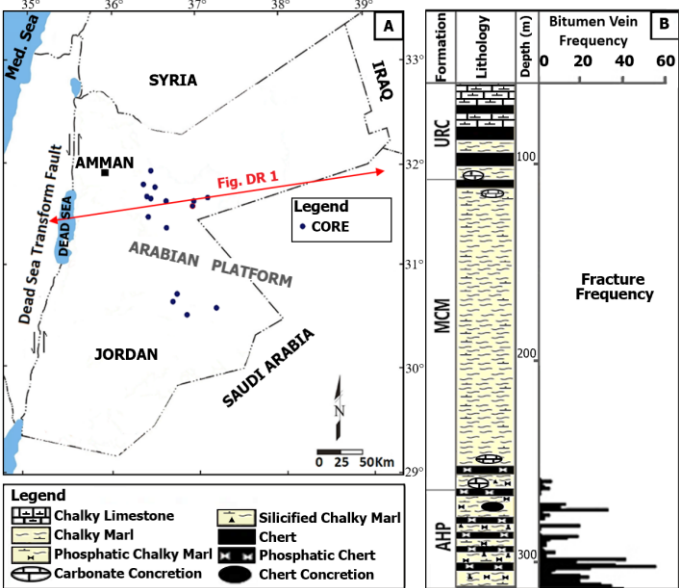 35°
36°
37°
38°
39°
A
Med. Sea
SYRIA
IRAQ
33°
AMMAN
32°
Fig. DR 1
Legend
CORE
Dead Sea Transform Fault
DEAD SEA
ARABIAN PLATFORM
31°
JORDAN
SAUDI ARABIA
30°
N
0 25 50Km
29°
Legend
Chalky Limestone
Chalky Marl
Phosphatic Chalky Marl
Carbonate Concretion
Silicified Chalky Marl
Chert
Phosphatic Chert
Chert Concretion
Formation
Lithology
Depth (m)
Bitumen Vein
Frequency
B
0 20 40 60
URC
100
MCM
Fracture
Frequency
200
AHP
300